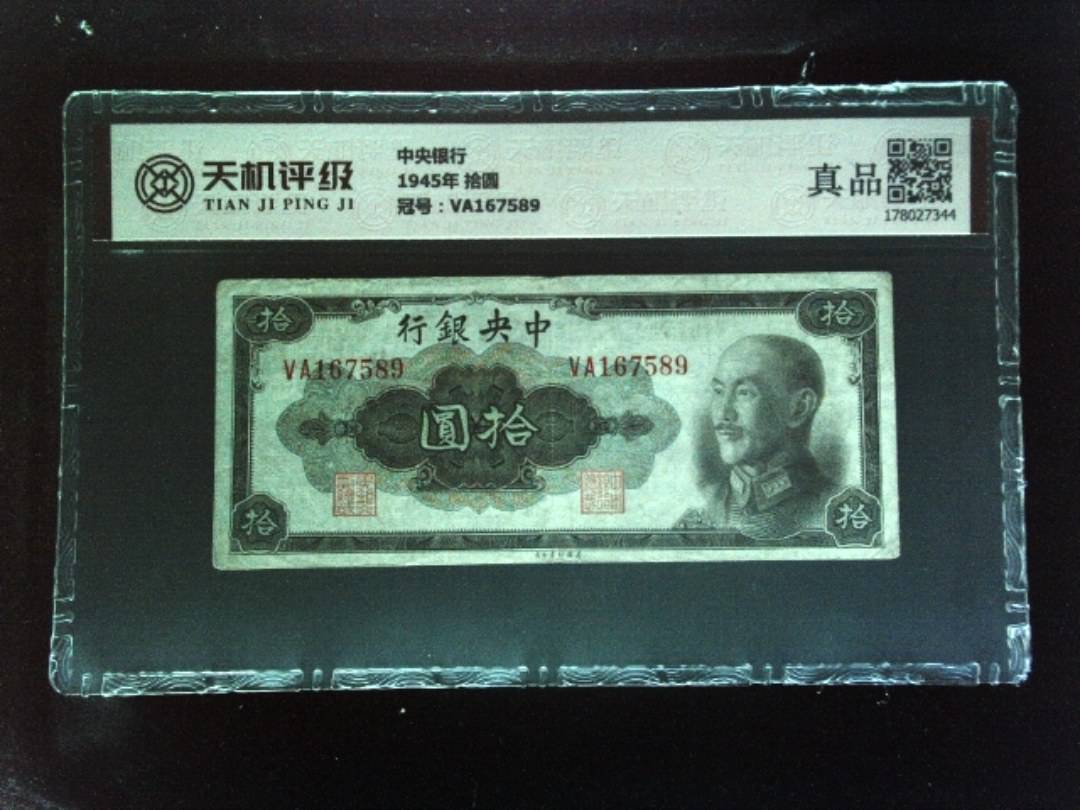 天机评级
TIAN JI PING JI
中央银行
1945年 拾圆
冠号：VA167589
真品
178027344
拾
拾
行銀央中
VA167589
VA167589
圓拾
拾
拾